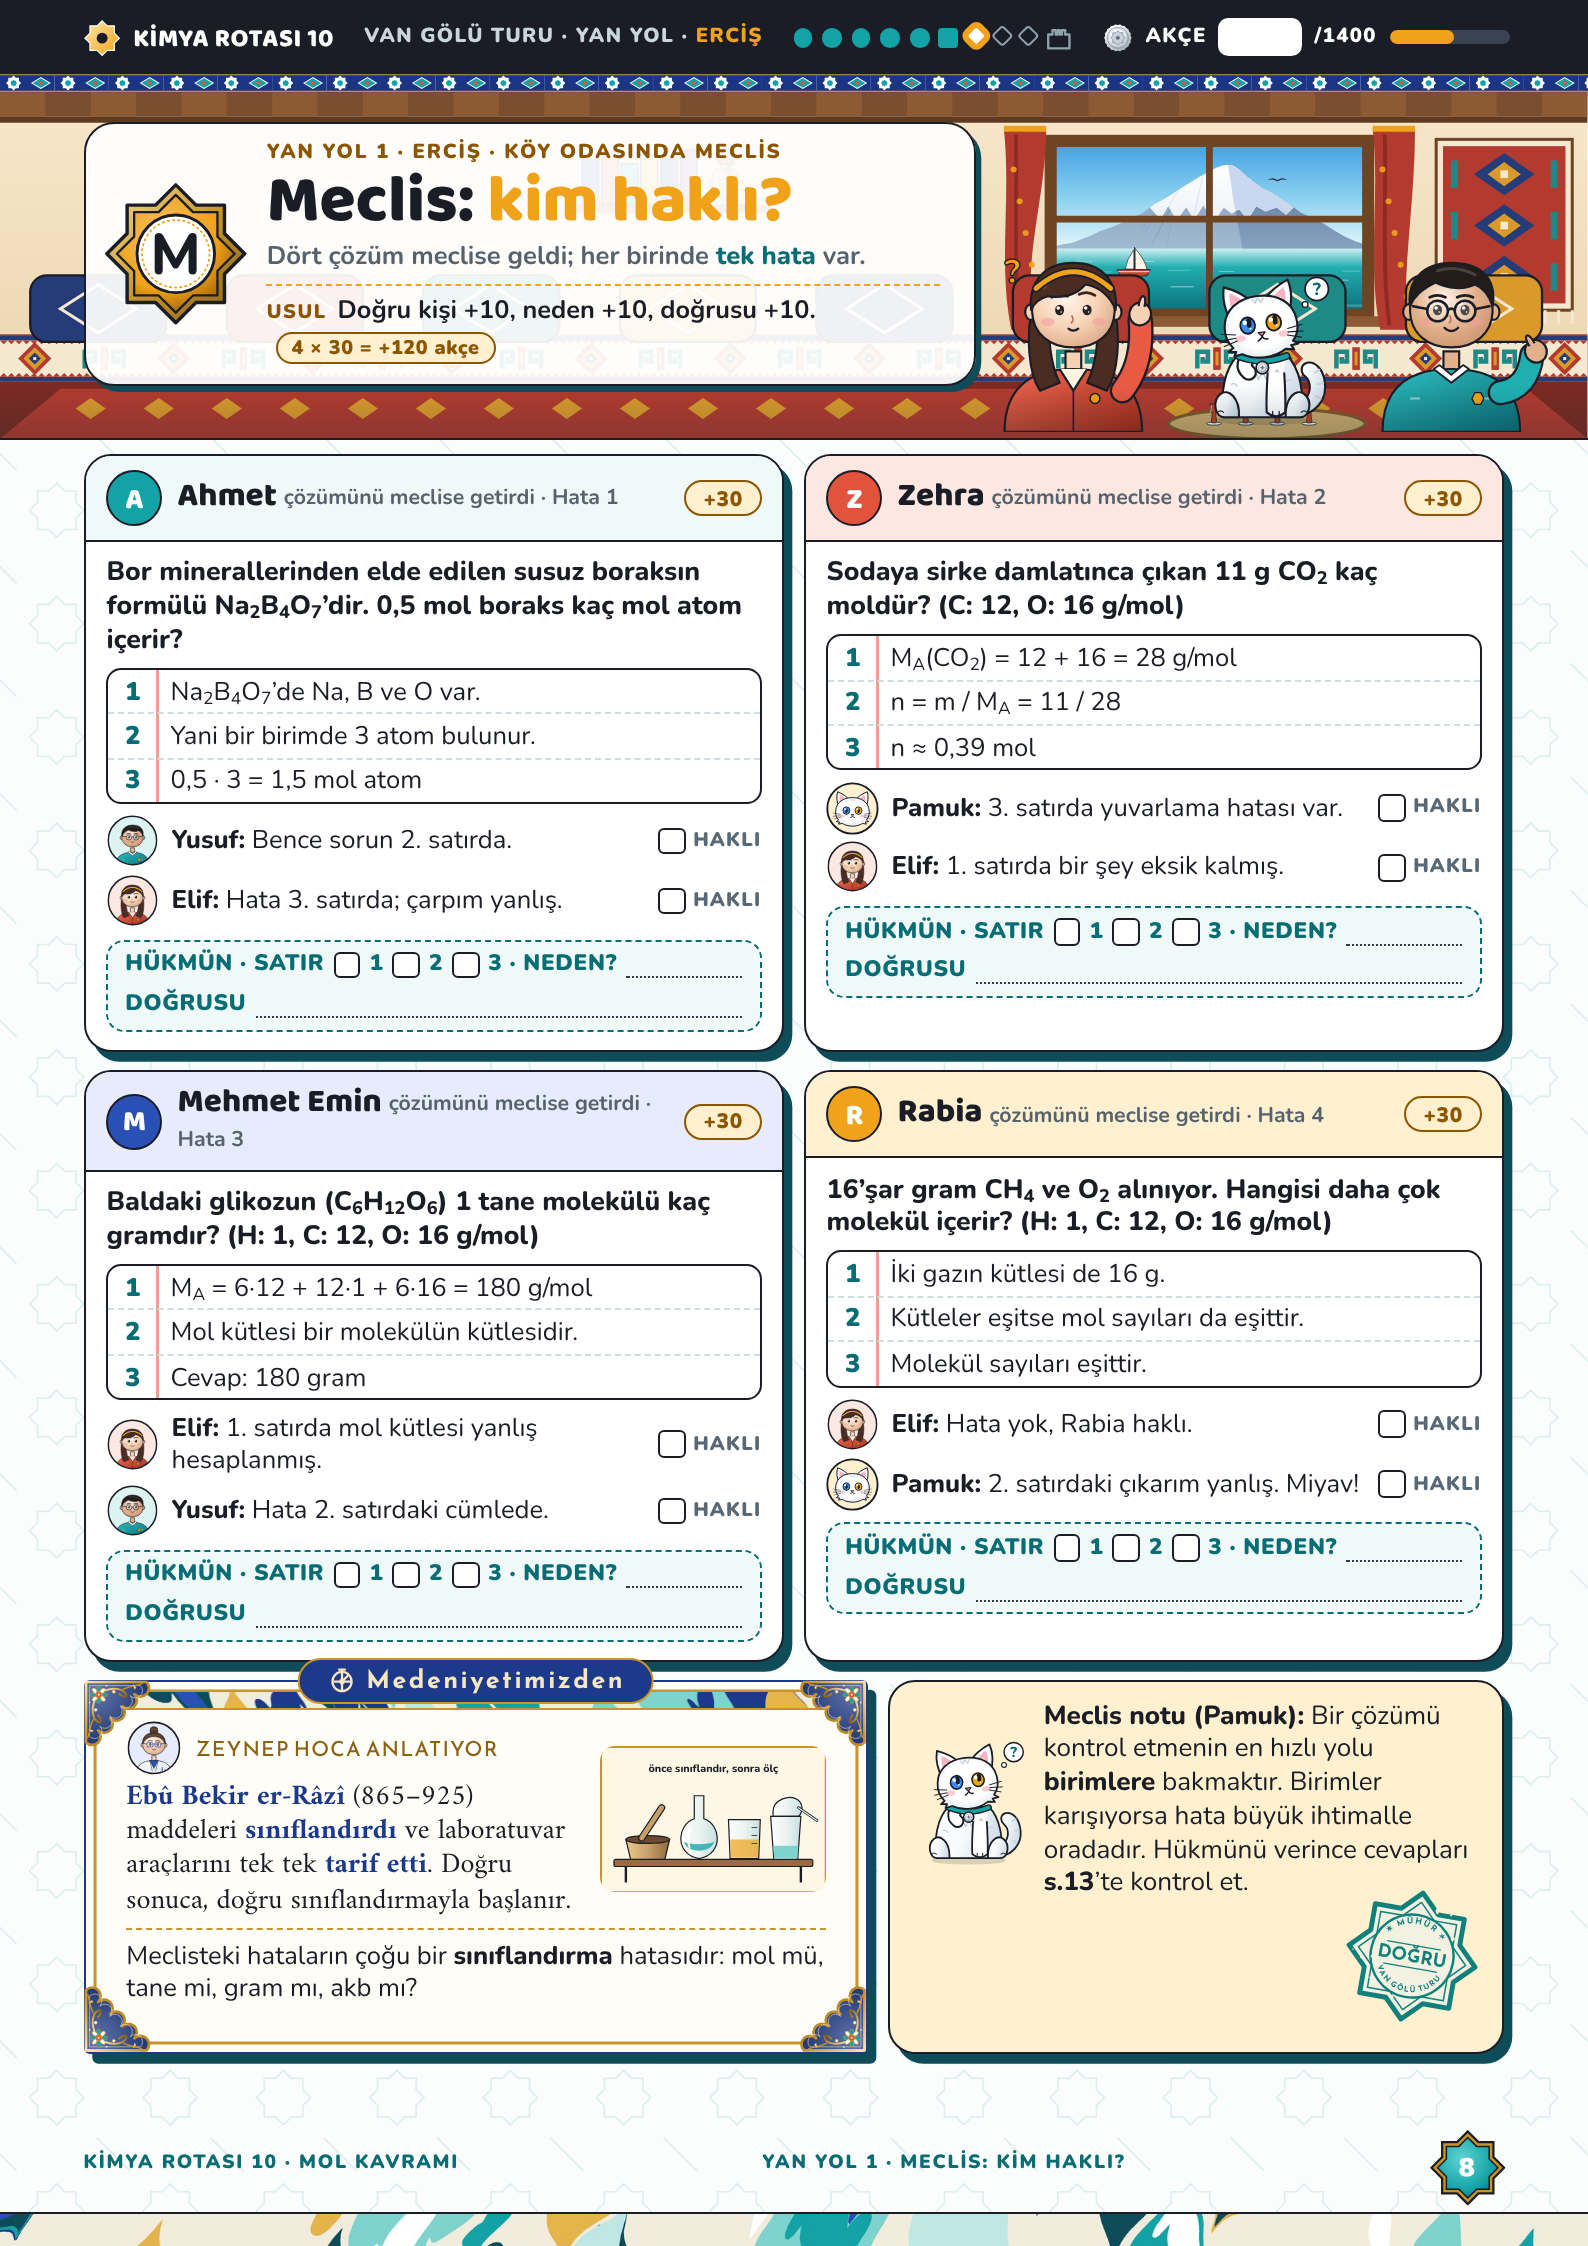 KİMYA ROTASI 10
VAN GÖLÜ TURU · YAN YOL · ERCİŞ
AKÇE /1400
YAN YOL 1 · ERCİŞ · KÖY ODASINDA MECLİS
M
Meclis: kim haklı?
Dört çözüm meclise geldi; her birinde tek hata var.
USUL Doğru kişi +10, neden +10, doğrusu +10.
4 × 30 = +120 akçe
?
?
A Ahmet çözümünü meclise getirdi · Hata 1 +30
Bor minerallerinden elde edilen susuz boraksın
formülü Na₂B₄O₇’dir. 0,5 mol boraks kaç mol atom
içerir?
1 Na₂B₄O₇’de Na, B ve O var.
2 Yani bir birimde 3 atom bulunur.
3 0,5 · 3 = 1,5 mol atom
Yusuf: Bence sorun 2. satırda. HAKLI
Elif: Hata 3. satırda; çarpım yanlış. HAKLI
HÜKMÜN · SATIR 1 2 3 · NEDEN?
DOĞRUSU
Z Zehra çözümünü meclise getirdi · Hata 2 +30
Sodaya sirke damlatınca çıkan 11 g CO₂ kaç
moldür? (C: 12, O: 16 g/mol)
1 M_A(CO₂) = 12 + 16 = 28 g/mol
2 n = m / M_A = 11 / 28
3 n ≈ 0,39 mol
Pamuk: 3. satırda yuvarlama hatası var. HAKLI
Elif: 1. satırda bir şey eksik kalmış. HAKLI
HÜKMÜN · SATIR 1 2 3 · NEDEN?
DOĞRUSU
M Mehmet Emin çözümünü meclise getirdi ·
Hata 3 +30
Baldaki glikozun (C₆H₁₂O₆) 1 tane molekülü kaç
gramdır? (H: 1, C: 12, O: 16 g/mol)
1 M_A = 6·12 + 12·1 + 6·16 = 180 g/mol
2 Mol kütlesi bir molekülün kütlesidir.
3 Cevap: 180 gram
Elif: 1. satırda mol kütlesi yanlış
hesaplanmış. HAKLI
Yusuf: Hata 2. satırdaki cümlede. HAKLI
HÜKMÜN · SATIR 1 2 3 · NEDEN?
DOĞRUSU
R Rabia çözümünü meclise getirdi · Hata 4 +30
16’şar gram CH₄ ve O₂ alınıyor. Hangisi daha çok
molekül içerir? (H: 1, C: 12, O: 16 g/mol)
1 İki gazın kütlesi de 16 g.
2 Kütleler eşitse mol sayıları da eşittir.
3 Molekül sayıları eşittir.
Elif: Hata yok, Rabia haklı. HAKLI
Pamuk: 2. satırdaki çıkarım yanlış. Miyav! HAKLI
HÜKMÜN · SATIR 1 2 3 · NEDEN?
DOĞRUSU
Medeniyetimizden
ZEYNEP HOCA ANLATIYOR
Ebû Bekir er-Râzî (865–925)
maddeleri sınıflandırdı ve laboratuvar
araçlarını tek tek tarif etti. Doğru
sonuca, doğru sınıflandırmayla başlanır.
önce sınıflandır, sonra ölç
Meclisteki hataların çoğu bir sınıflandırma hatasıdır: mol mü,
tane mi, gram mı, akb mı?
?
Meclis notu (Pamuk): Bir çözümü
kontrol etmenin en hızlı yolu
birimlere bakmaktır. Birimler
karışıyorsa hata büyük ihtimalle
oradadır. Hükmünü verince cevapları
s.13’te kontrol et.
MÜHÜR
DOĞRU
VAN GÖLÜ TURU
KİMYA ROTASI 10 · MOL KAVRAMI
YAN YOL 1 · MECLİS: KİM HAKLI?
8